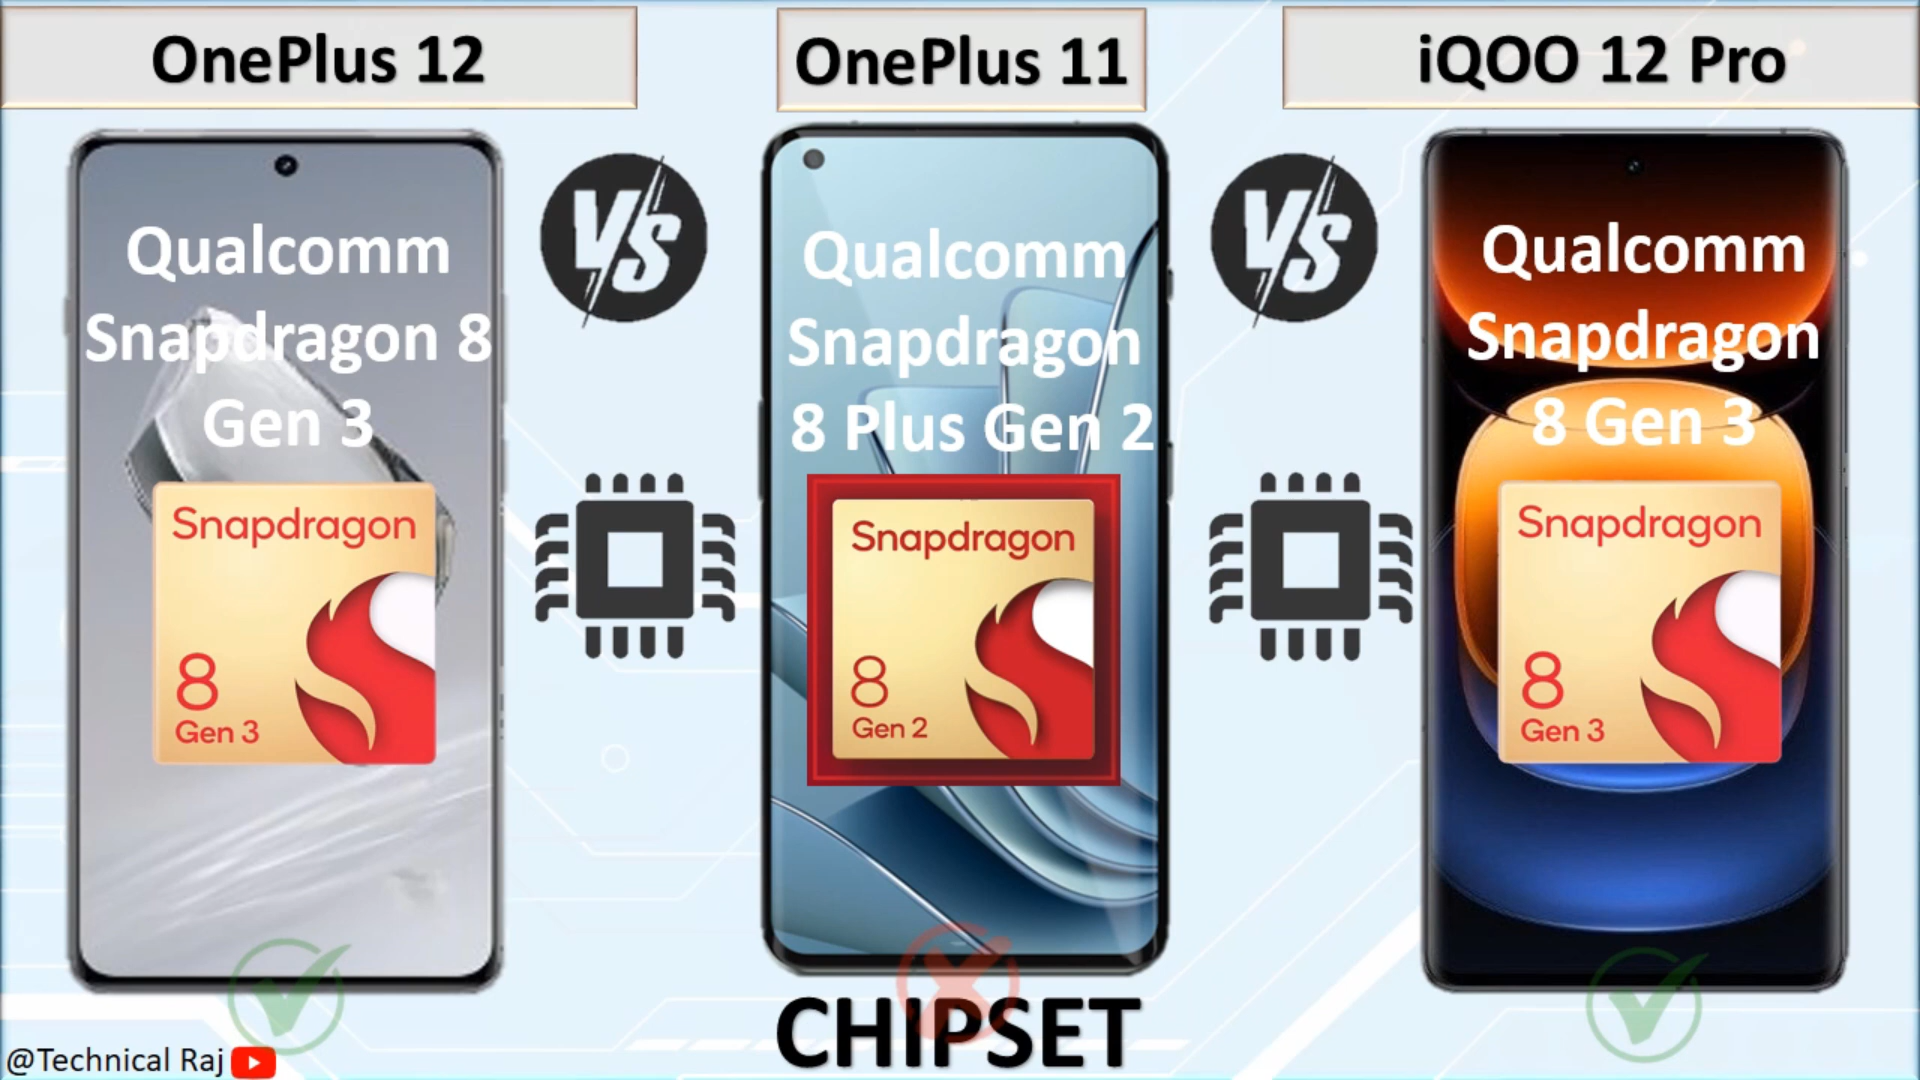 OnePlus 12
OnePlus 11
iQOO 12 Pro
Qualcomm
Snapdragon 8
Gen 3
VS
Qualcomm
Snapdragon
8 Plus Gen 2
VS
Qualcomm
Snapdragon
8 Gen 3
Snapdragon
8
Gen 3
Snapdragon
8
Gen 2
Snapdragon
8
Gen 3
CHIPSET
@Technical Raj